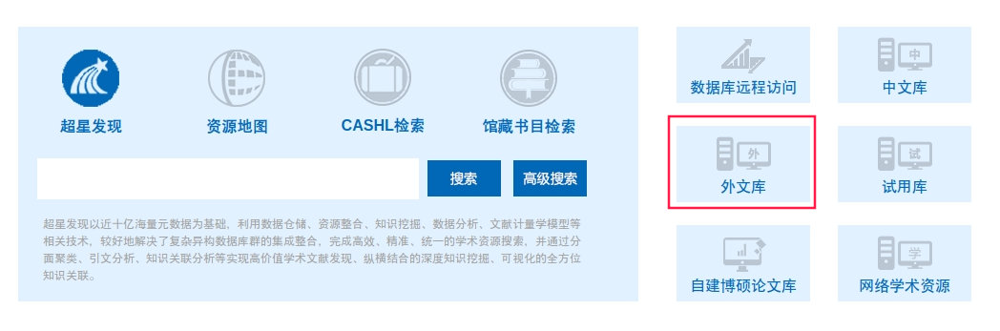 超星发现
资源地图
CASHL检索
馆藏书目检索
搜索
高级搜索
超星发现以近十亿海量元数据为基础，利用数据仓储、资源整合、知识挖掘、数据分析、文献计量学模型等
相关技术，较好地解决了复杂异构数据库群的集成整合，完成高效、精准、统一的学术资源搜索，并通过分
面聚类、引文分析、知识关联分析等实现高价值学术文献发现、纵横结合的深度知识挖掘、可视化的全方位
知识关联。
数据库远程访问
中
中文库
外
外文库
试
试用库
自建博硕论文库
学
网络学术资源